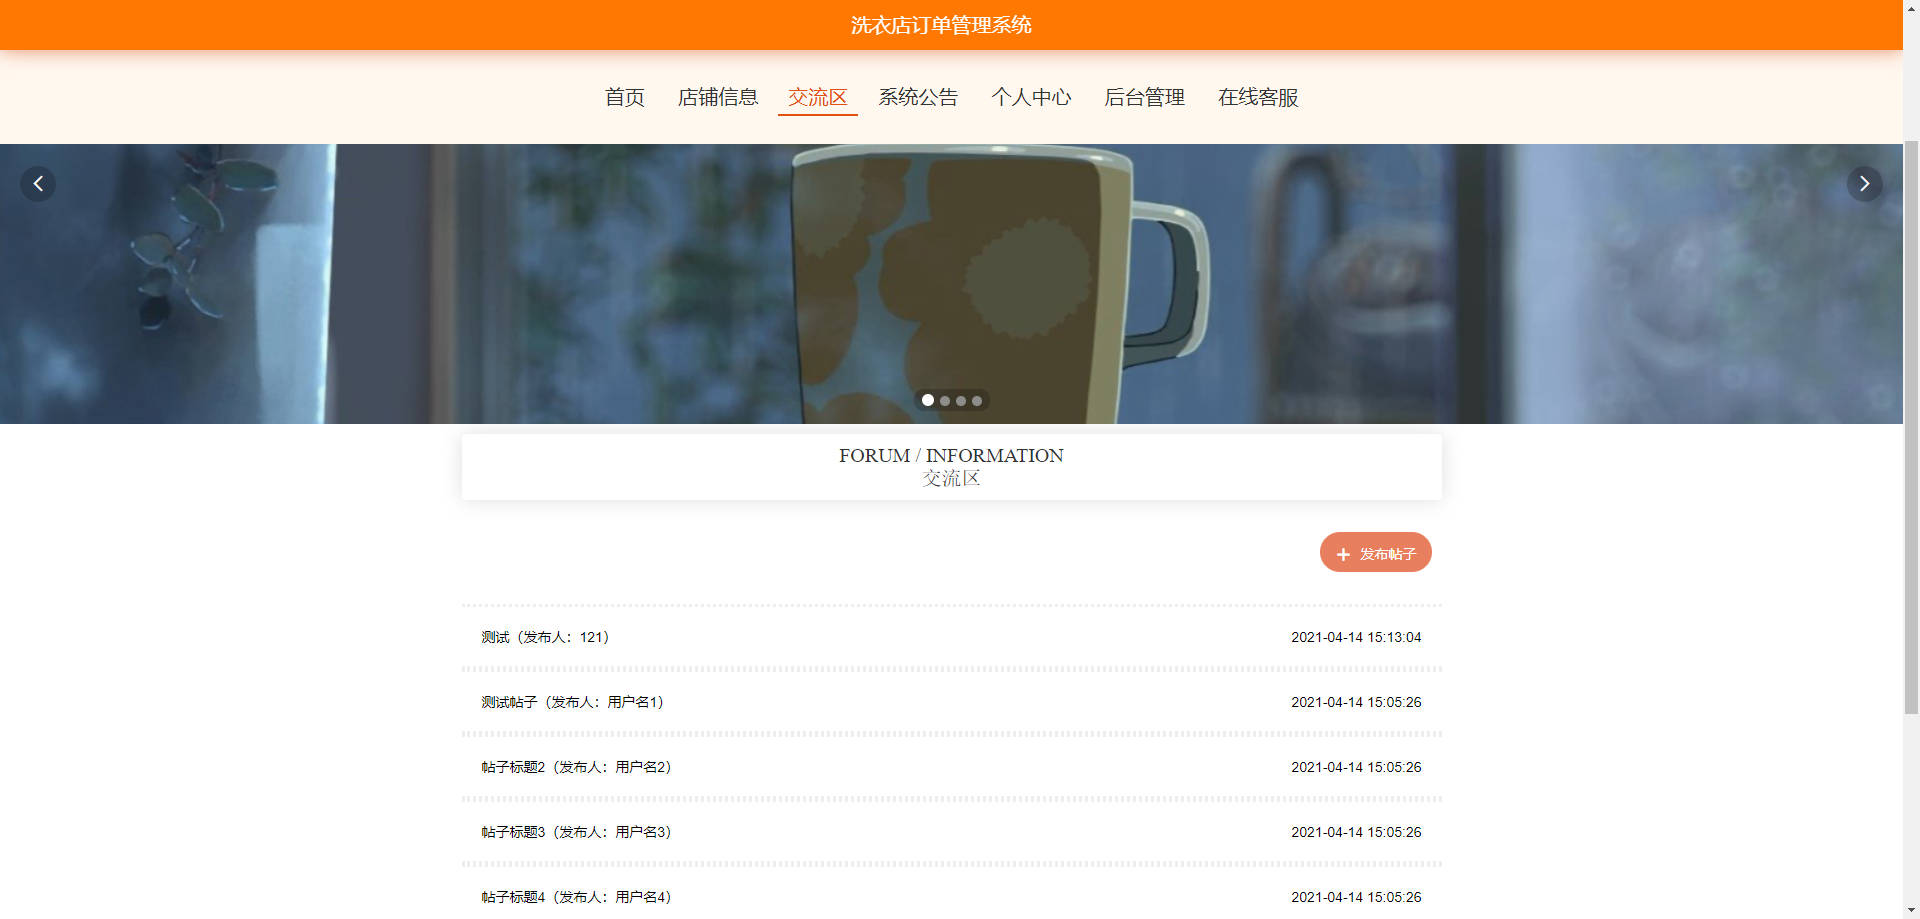 洗衣店订单管理系统
首页 店铺信息 交流区 系统公告 个人中心 后台管理 在线客服
FORUM / INFORMATION
交流区
+ 发布帖子
测试（发布人：121） 2021-04-14 15:13:04
测试帖子（发布人：用户名1） 2021-04-14 15:05:26
帖子标题2（发布人：用户名2） 2021-04-14 15:05:26
帖子标题3（发布人：用户名3） 2021-04-14 15:05:26
帖子标题4（发布人：用户名4） 2021-04-14 15:05:26